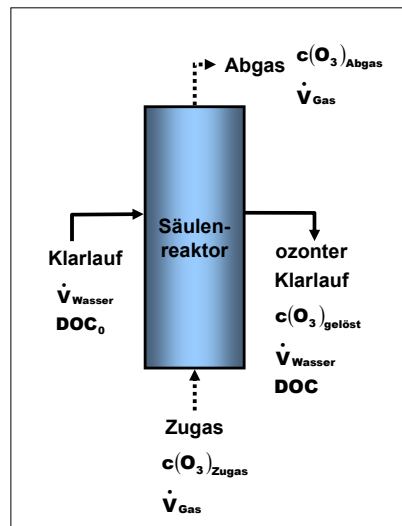 Abgas c(O₃)Abgas
V̇Gas
Säulen-
reaktor
Klarlauf
V̇Wasser
DOC₀
ozonter
Klarlauf
c(O₃)gelöst
V̇Wasser
DOC
Zugas
c(O₃)Zugas
V̇Gas